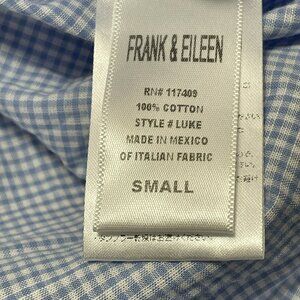 FRANK & EILEEN
RN# 117409
100% COTTON
STYLE # LUKE
MADE IN MEXICO
OF ITALIAN FABRIC
SMALL